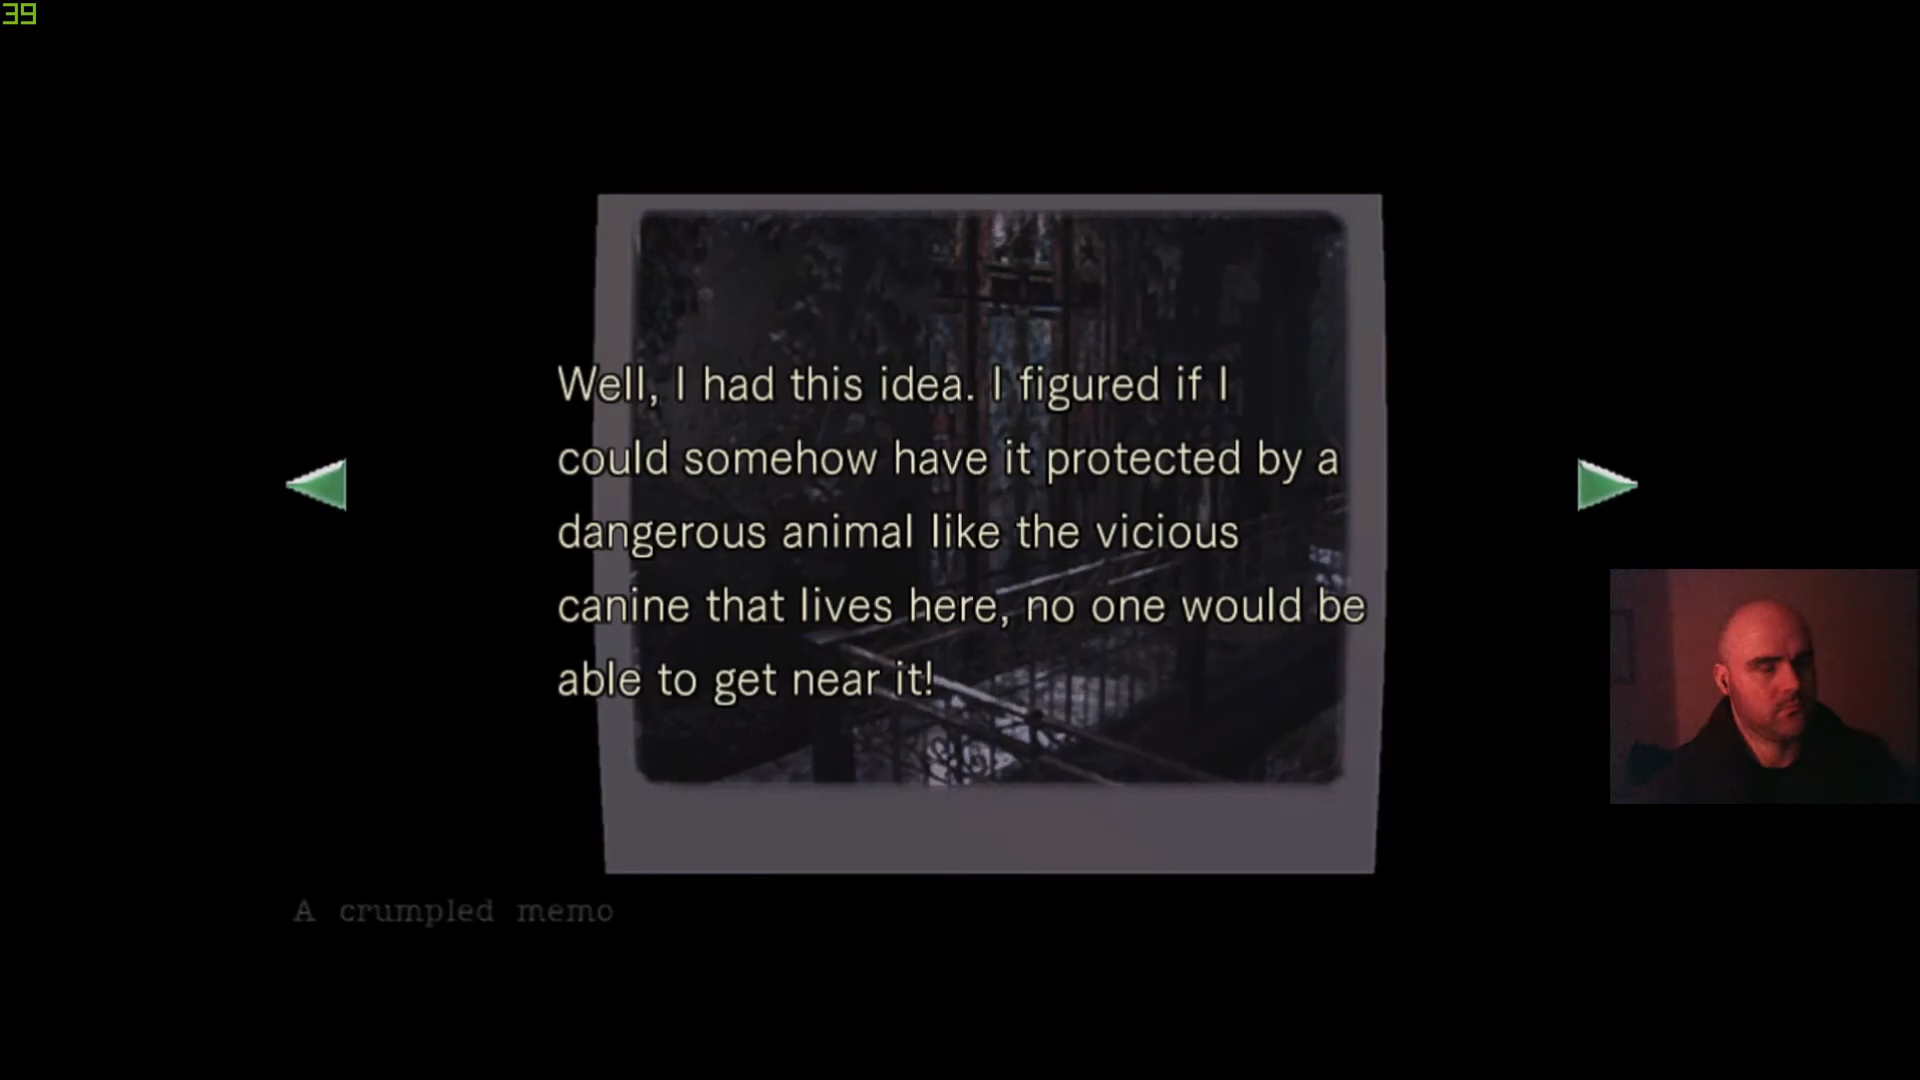 39
Well, I had this idea. I figured if I
could somehow have it protected by a
dangerous animal like the vicious
canine that lives here, no one would be
able to get near it!
A crumpled memo